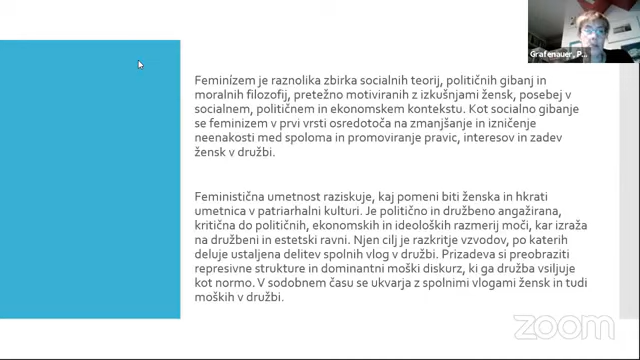 Grafenauer, P...
Feminízem je raznolika zbirka socialnih teorij, političnih gibanj in
moralnih filozofij, pretežno motiviranih z izkušnjami žensk, posebej v
socialnem, političnem in ekonomskem kontekstu. Kot socialno gibanje
se feminizem v prvi vrsti osredotoča na zmanjšanje in izničenje
neenakosti med spoloma in promoviranje pravic, interesov in zadev
žensk v družbi.
Feministična umetnost raziskuje, kaj pomeni biti ženska in hkrati
umetnica v patriarhalni kulturi. Je politično in družbeno angažirana,
kritična do političnih, ekonomskih in ideoloških razmerij moči, kar izraža
na družbeni in estetski ravni. Njen cilj je razkritje vzvodov, po katerih
deluje ustaljena delitev spolnih vlog v družbi. Prizadeva si preobraziti
represivne strukture in dominantni moški diskurz, ki ga družba vsiljuje
kot normo. V sodobnem času se ukvarja z spolnimi vlogami žensk in tudi
moških v družbi.
zoom